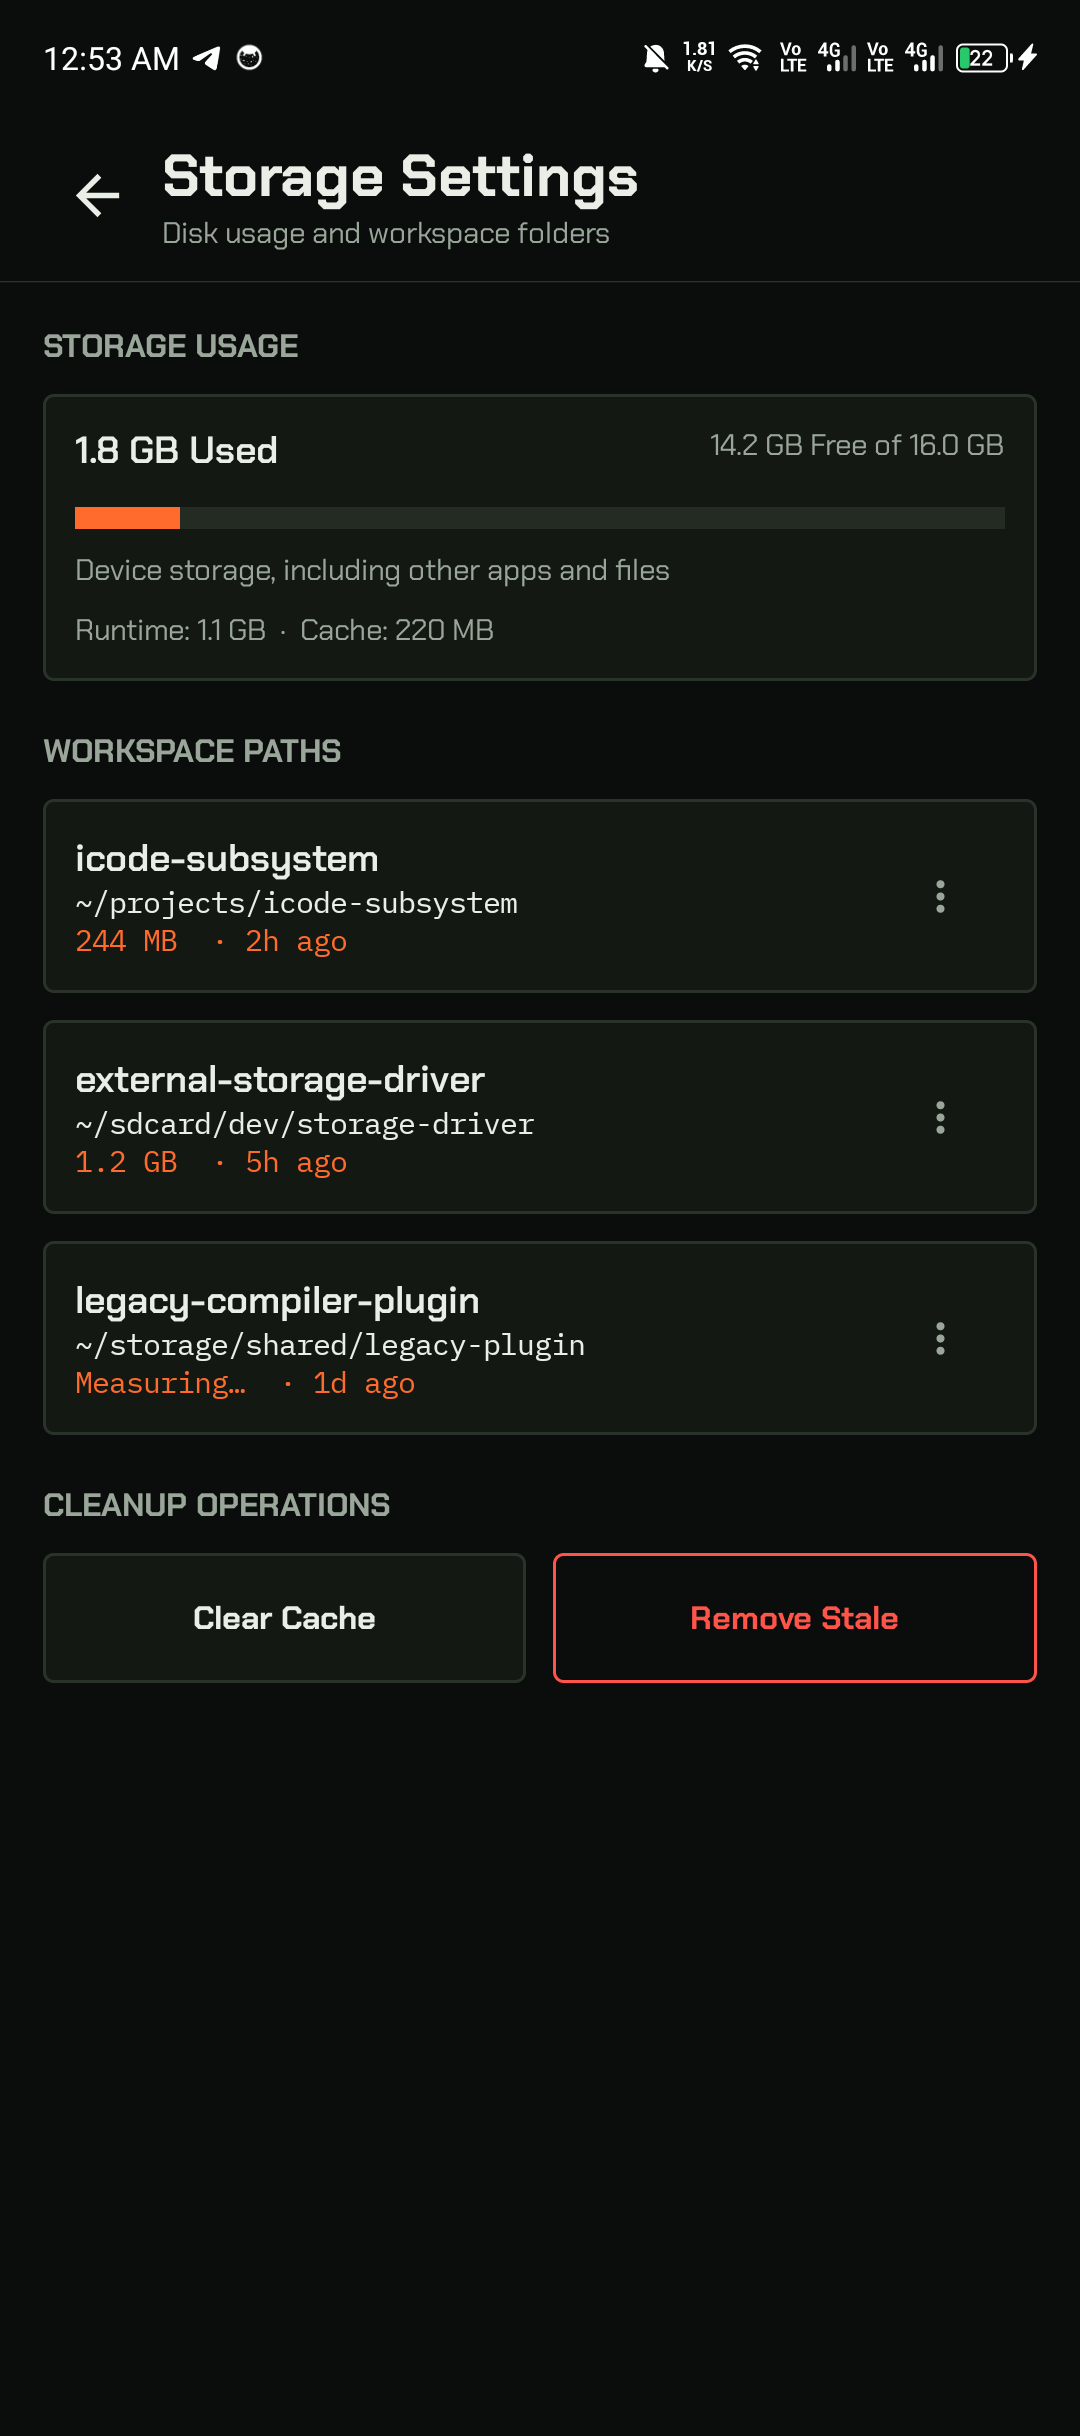 12:53 AM
1.81 K/S Vo LTE 4G Vo LTE 4G 22
Storage Settings
Disk usage and workspace folders
STORAGE USAGE
1.8 GB Used
14.2 GB Free of 16.0 GB
Device storage, including other apps and files
Runtime: 1.1 GB · Cache: 220 MB
WORKSPACE PATHS
icode-subsystem
~/projects/icode-subsystem
244 MB · 2h ago
external-storage-driver
~/sdcard/dev/storage-driver
1.2 GB · 5h ago
legacy-compiler-plugin
~/storage/shared/legacy-plugin
Measuring… · 1d ago
CLEANUP OPERATIONS
Clear Cache
Remove Stale